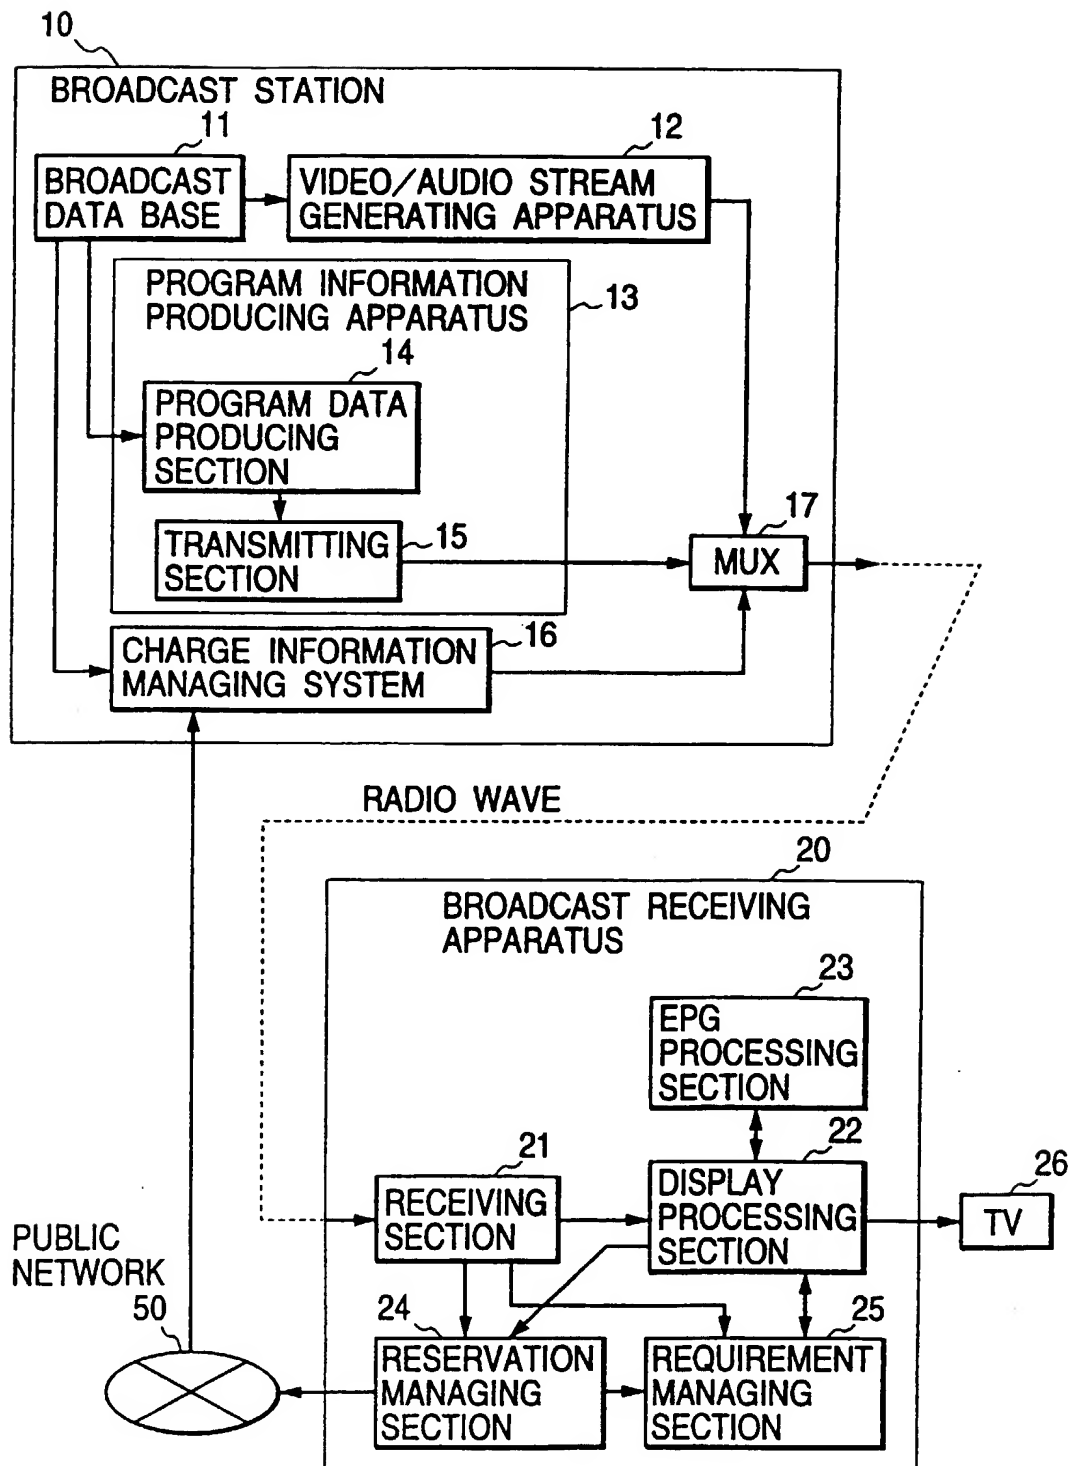 10
BROADCAST STATION
11
12
BROADCAST
DATA BASE
VIDEO/AUDIO STREAM
GENERATING APPARATUS
PROGRAM INFORMATION
PRODUCING APPARATUS
13
14
PROGRAM DATA
PRODUCING
SECTION
15
TRANSMITTING
SECTION
17
MUX
16
CHARGE INFORMATION
MANAGING SYSTEM
RADIO WAVE
20
BROADCAST RECEIVING
APPARATUS
23
EPG
PROCESSING
SECTION
21
RECEIVING
SECTION
22
DISPLAY
PROCESSING
SECTION
26
TV
PUBLIC
NETWORK
50
24
RESERVATION
MANAGING
SECTION
25
REQUIREMENT
MANAGING
SECTION